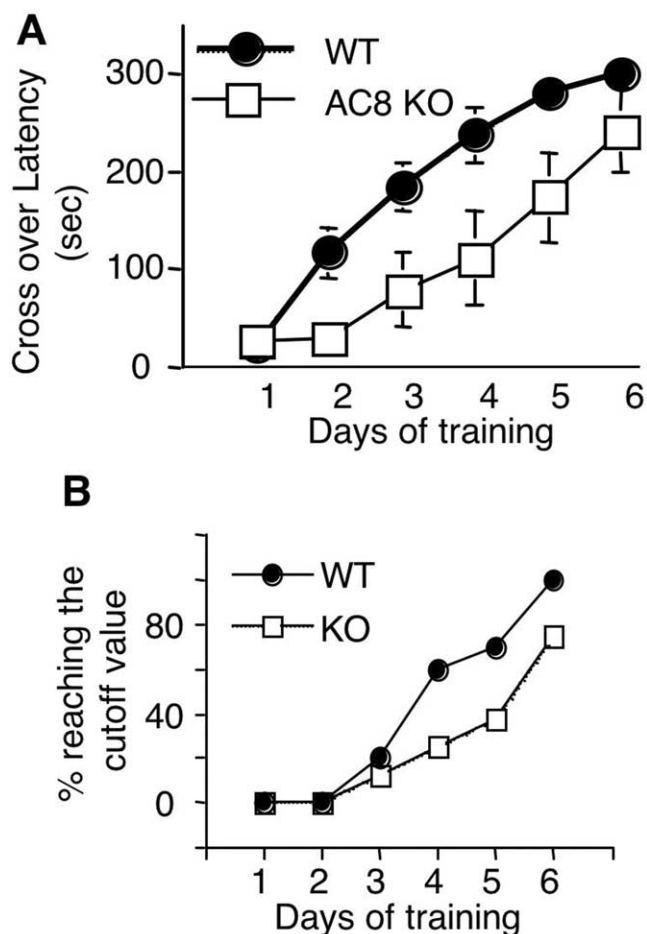 A
WT
AC8 KO
Cross over Latency
(sec)
300
200
100
0
1 2 3 4 5 6
Days of training
B
WT
KO
% reaching the
cutoff value
80
40
0
1 2 3 4 5 6
Days of training